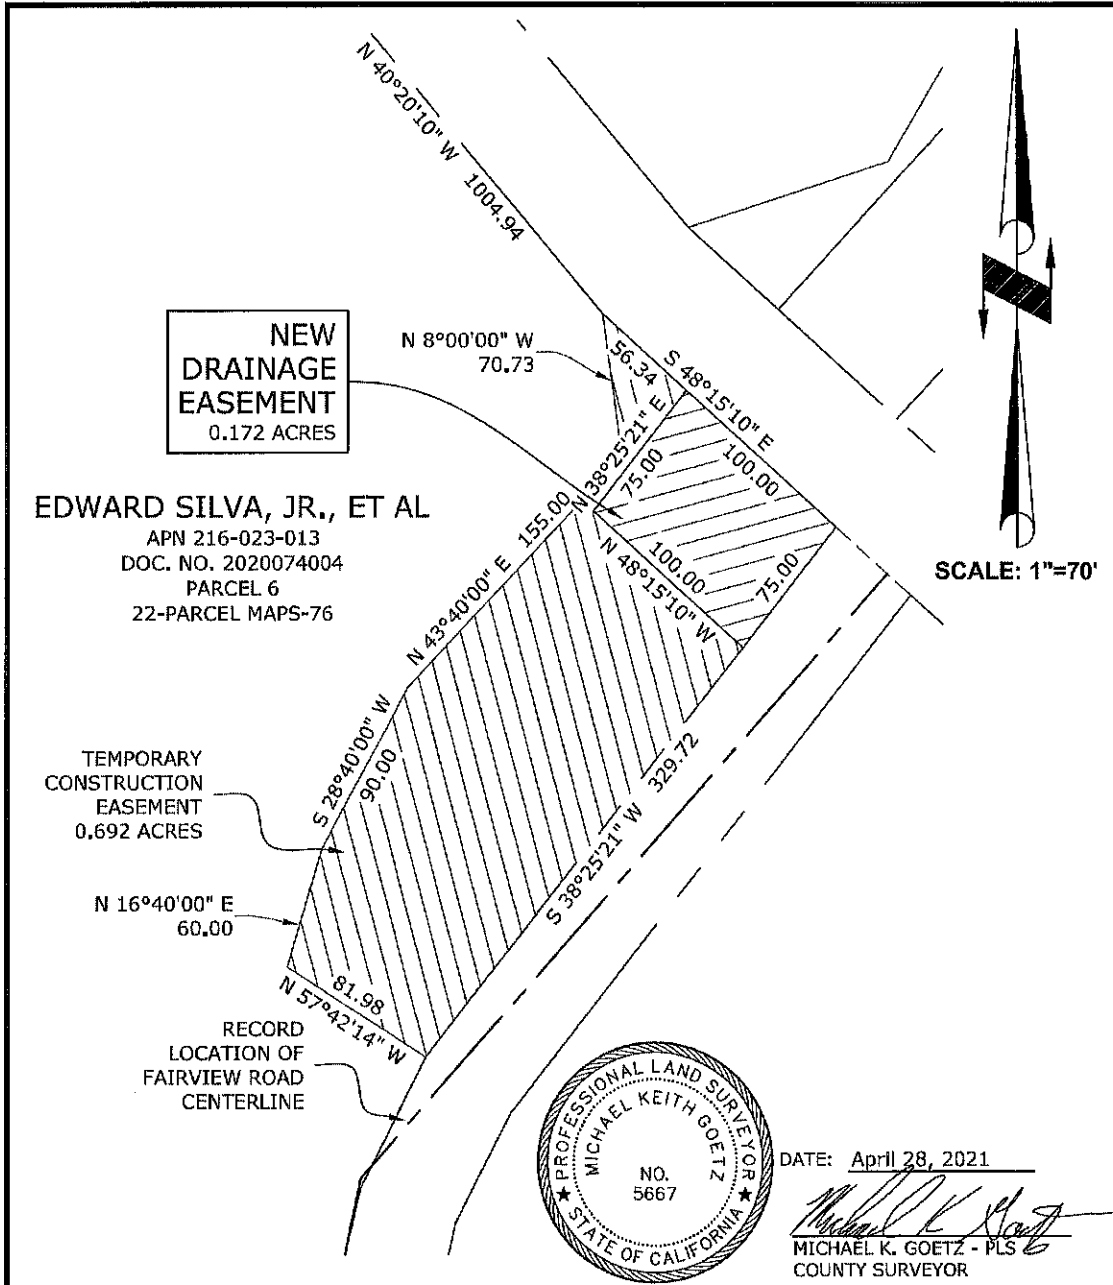 N 40°20'10" W 1004.94
NEW
DRAINAGE
EASEMENT
0.172 ACRES
N 8°00'00" W
70.73
56.34
S 48°15'10" E
100.00
N 38°25'21" E
75.00
N 48°15'10" W
100.00
75.00
SCALE: 1"=70'
EDWARD SILVA, JR., ET AL
APN 216-023-013
DOC. NO. 2020074004
PARCEL 6
22-PARCEL MAPS-76
N 43°40'00" E 155.00
S 28°40'00" W
90.00
TEMPORARY
CONSTRUCTION
EASEMENT
0.692 ACRES
N 16°40'00" E
60.00
S 38°25'21" W 329.72
81.98
N 57°42'14" W
RECORD
LOCATION OF
FAIRVIEW ROAD
CENTERLINE
PROFESSIONAL LAND SURVEYOR
MICHAEL KEITH GOETZ
NO.
5667
★ STATE OF CALIFORNIA ★
DATE: April 28, 2021
Michael K Goetz
MICHAEL K. GOETZ - PLS
COUNTY SURVEYOR